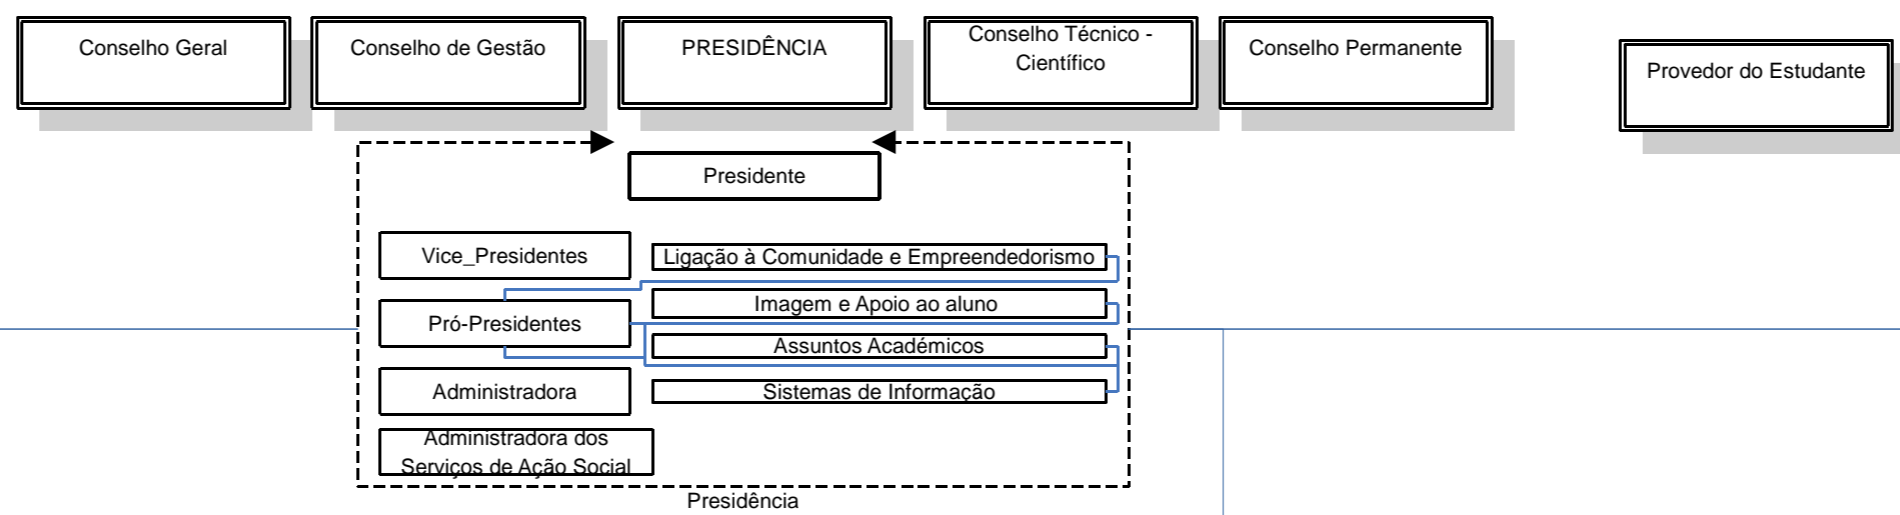 Conselho Geral
Conselho de Gestão
PRESIDÊNCIA
Conselho Técnico -
Científico
Conselho Permanente
Provedor do Estudante
Presidente
Vice_Presidentes
Ligação à Comunidade e Empreendedorismo
Imagem e Apoio ao aluno
Pró-Presidentes
Assuntos Académicos
Administradora
Sistemas de Informação
Administradora dos
Serviços de Ação Social
Presidência